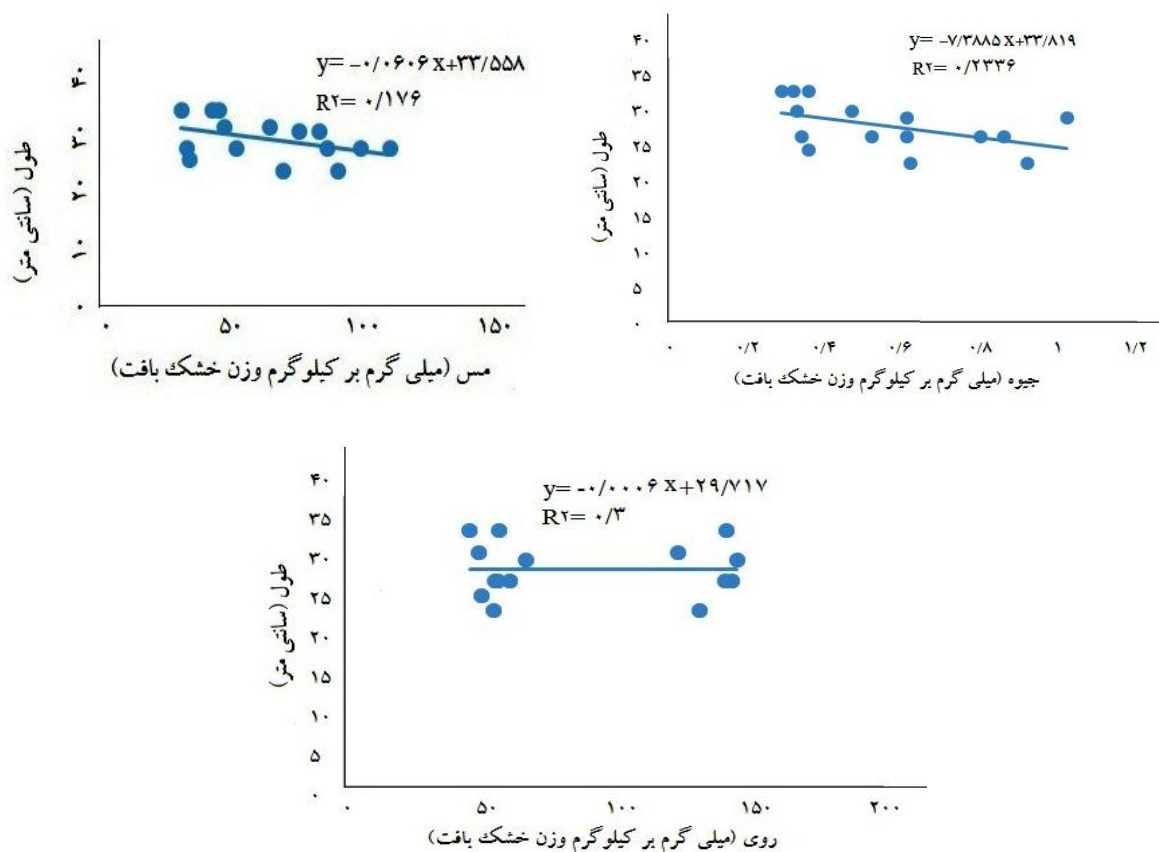 y= -۰/۰۶۰۶ x+۳۳/۵۵۸
R۲= ۰/۱۷۶
۴۰
۳۰
۲۰
۱۰
۰
طول (سانتی متر)
۰ ۵۰ ۱۰۰ ۱۵۰
مس (میلی گرم بر کیلوگرم وزن خشک بافت)
y= -۷/۳۸۸۵ x+۳۳/۸۱۹
R۲= ۰/۲۳۳۶
۴۰
۳۵
۳۰
۲۵
۲۰
۱۵
۱۰
۵
۰
طول (سانتی متر)
۰ ۰/۲ ۰/۴ ۰/۶ ۰/۸ ۱ ۱/۲
جیوه (میلی گرم بر کیلوگرم وزن خشک بافت)
y= -۰/۰۰۰۶ x+۲۹/۷۱۷
R۲= ۰/۳
۴۰
۳۵
۳۰
۲۵
۲۰
۱۵
۱۰
۵
۰
طول (سانتی متر)
۰ ۵۰ ۱۰۰ ۱۵۰ ۲۰۰
روی (میلی گرم بر کیلوگرم وزن خشک بافت)